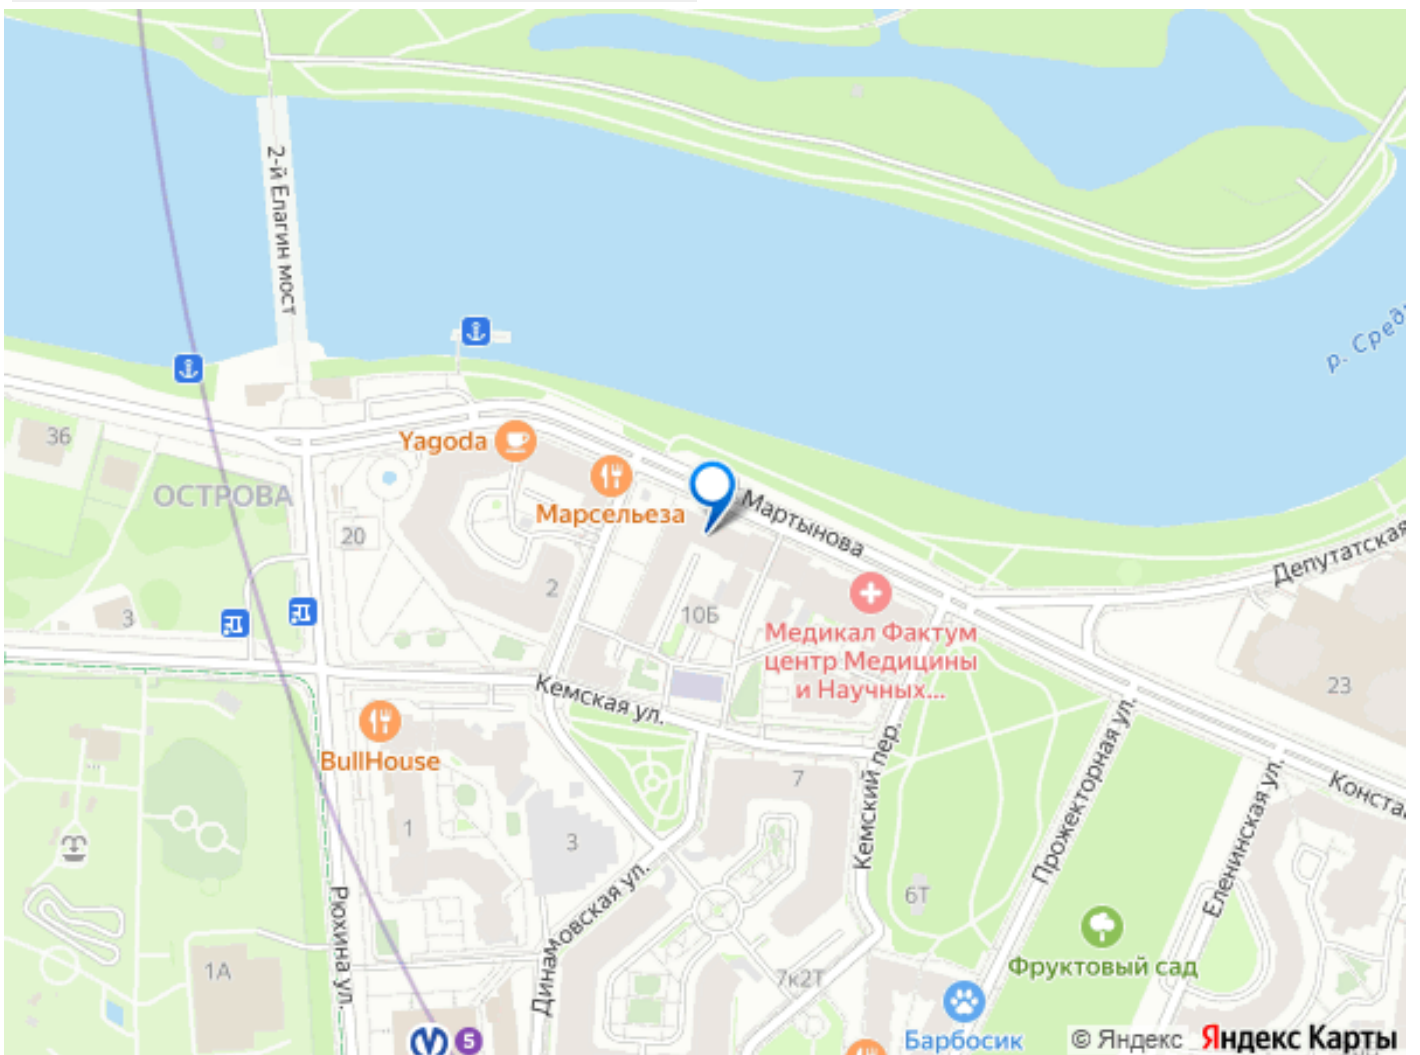 2-й Елагин мост
р. Сред
36
Yagoda
ОСТРОВА
Марсельеза
Мартынова
20
2
Депутатская
3
10Б
Медикал Фактум
центр Медицины
и Научных...
23
Кемская ул.
BullHouse
7
Кемский пер.
Прожекторная ул.
Конста
Еленинская ул.
1
3
...
6Т
Рюхина ул.
Динамовская ул.
1А
7к2Т
Фруктовый сад
5
Барбосик
© Яндекс Яндекс Карты